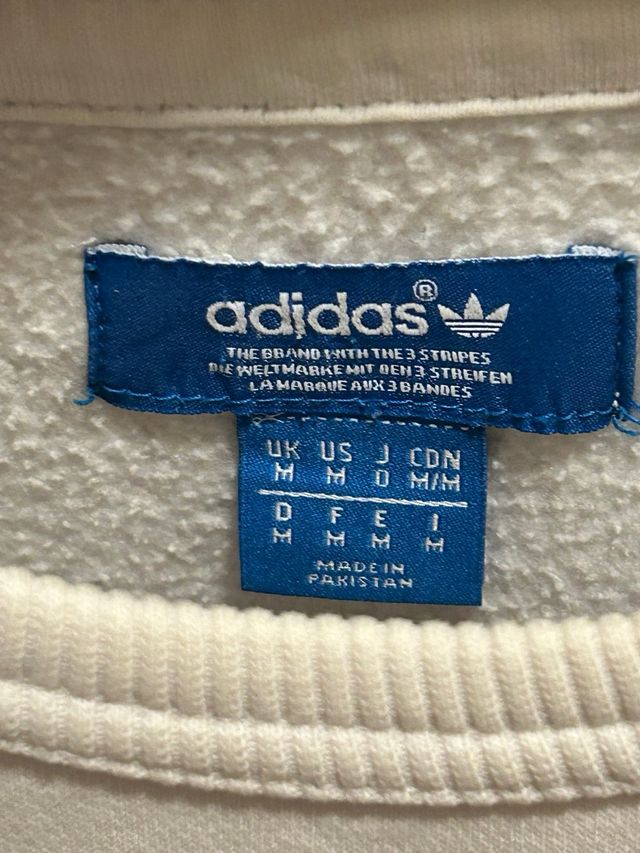 adidas®
THE BRAND WITH THE 3 STRIPES
DIE WELTMARKE MIT DEN 3 STREIFEN
LA MARQUE AUX 3 BANDES
UK US J CDN
M M O M/M
D F E I
M M M M
MADE IN
PAKISTAN